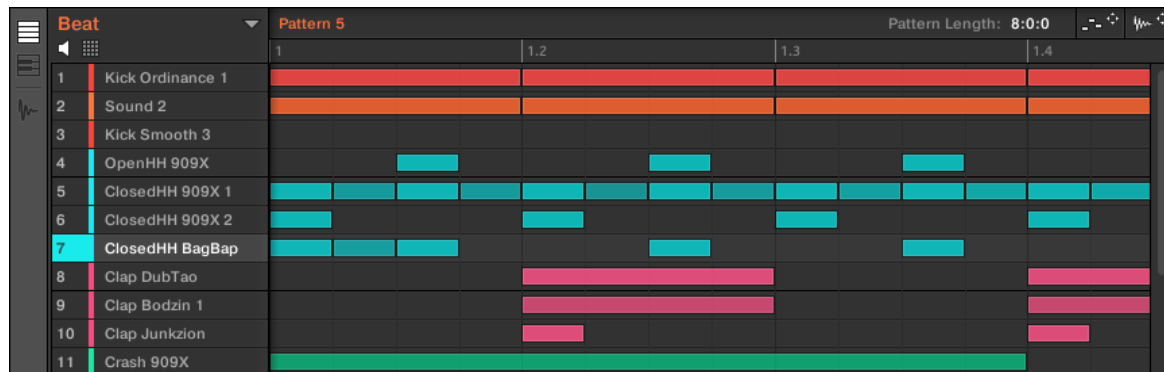 Beat Pattern 5 Pattern Length: 8:0:0
1 1.2 1.3 1.4
1 Kick Ordinance 1
2 Sound 2
3 Kick Smooth 3
4 OpenHH 909X
5 ClosedHH 909X 1
6 ClosedHH 909X 2
7 ClosedHH BagBap
8 Clap DubTao
9 Clap Bodzin 1
10 Clap Junkzion
11 Crash 909X